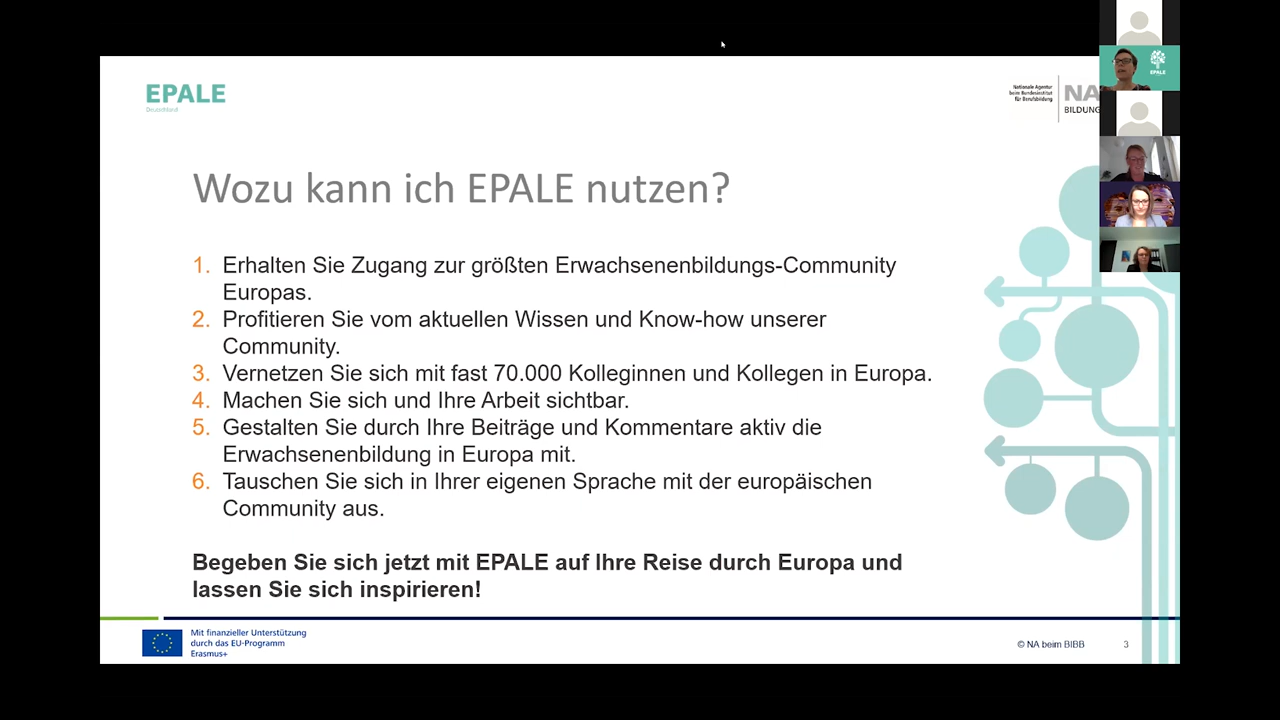 EPALE
Deutschland
Nationale Agentur
beim Bundesinstitut
für Berufsbildung
NA
BILDUNG
EPALE
Wozu kann ich EPALE nutzen?
1. Erhalten Sie Zugang zur größten Erwachsenenbildungs-Community
Europas.
2. Profitieren Sie vom aktuellen Wissen und Know-how unserer
Community.
3. Vernetzen Sie sich mit fast 70.000 Kolleginnen und Kollegen in Europa.
4. Machen Sie sich und Ihre Arbeit sichtbar.
5. Gestalten Sie durch Ihre Beiträge und Kommentare aktiv die
Erwachsenenbildung in Europa mit.
6. Tauschen Sie sich in Ihrer eigenen Sprache mit der europäischen
Community aus.
Begeben Sie sich jetzt mit EPALE auf Ihre Reise durch Europa und
lassen Sie sich inspirieren!
Mit finanzieller Unterstützung
durch das EU-Programm
Erasmus+
© NA beim BIBB
3